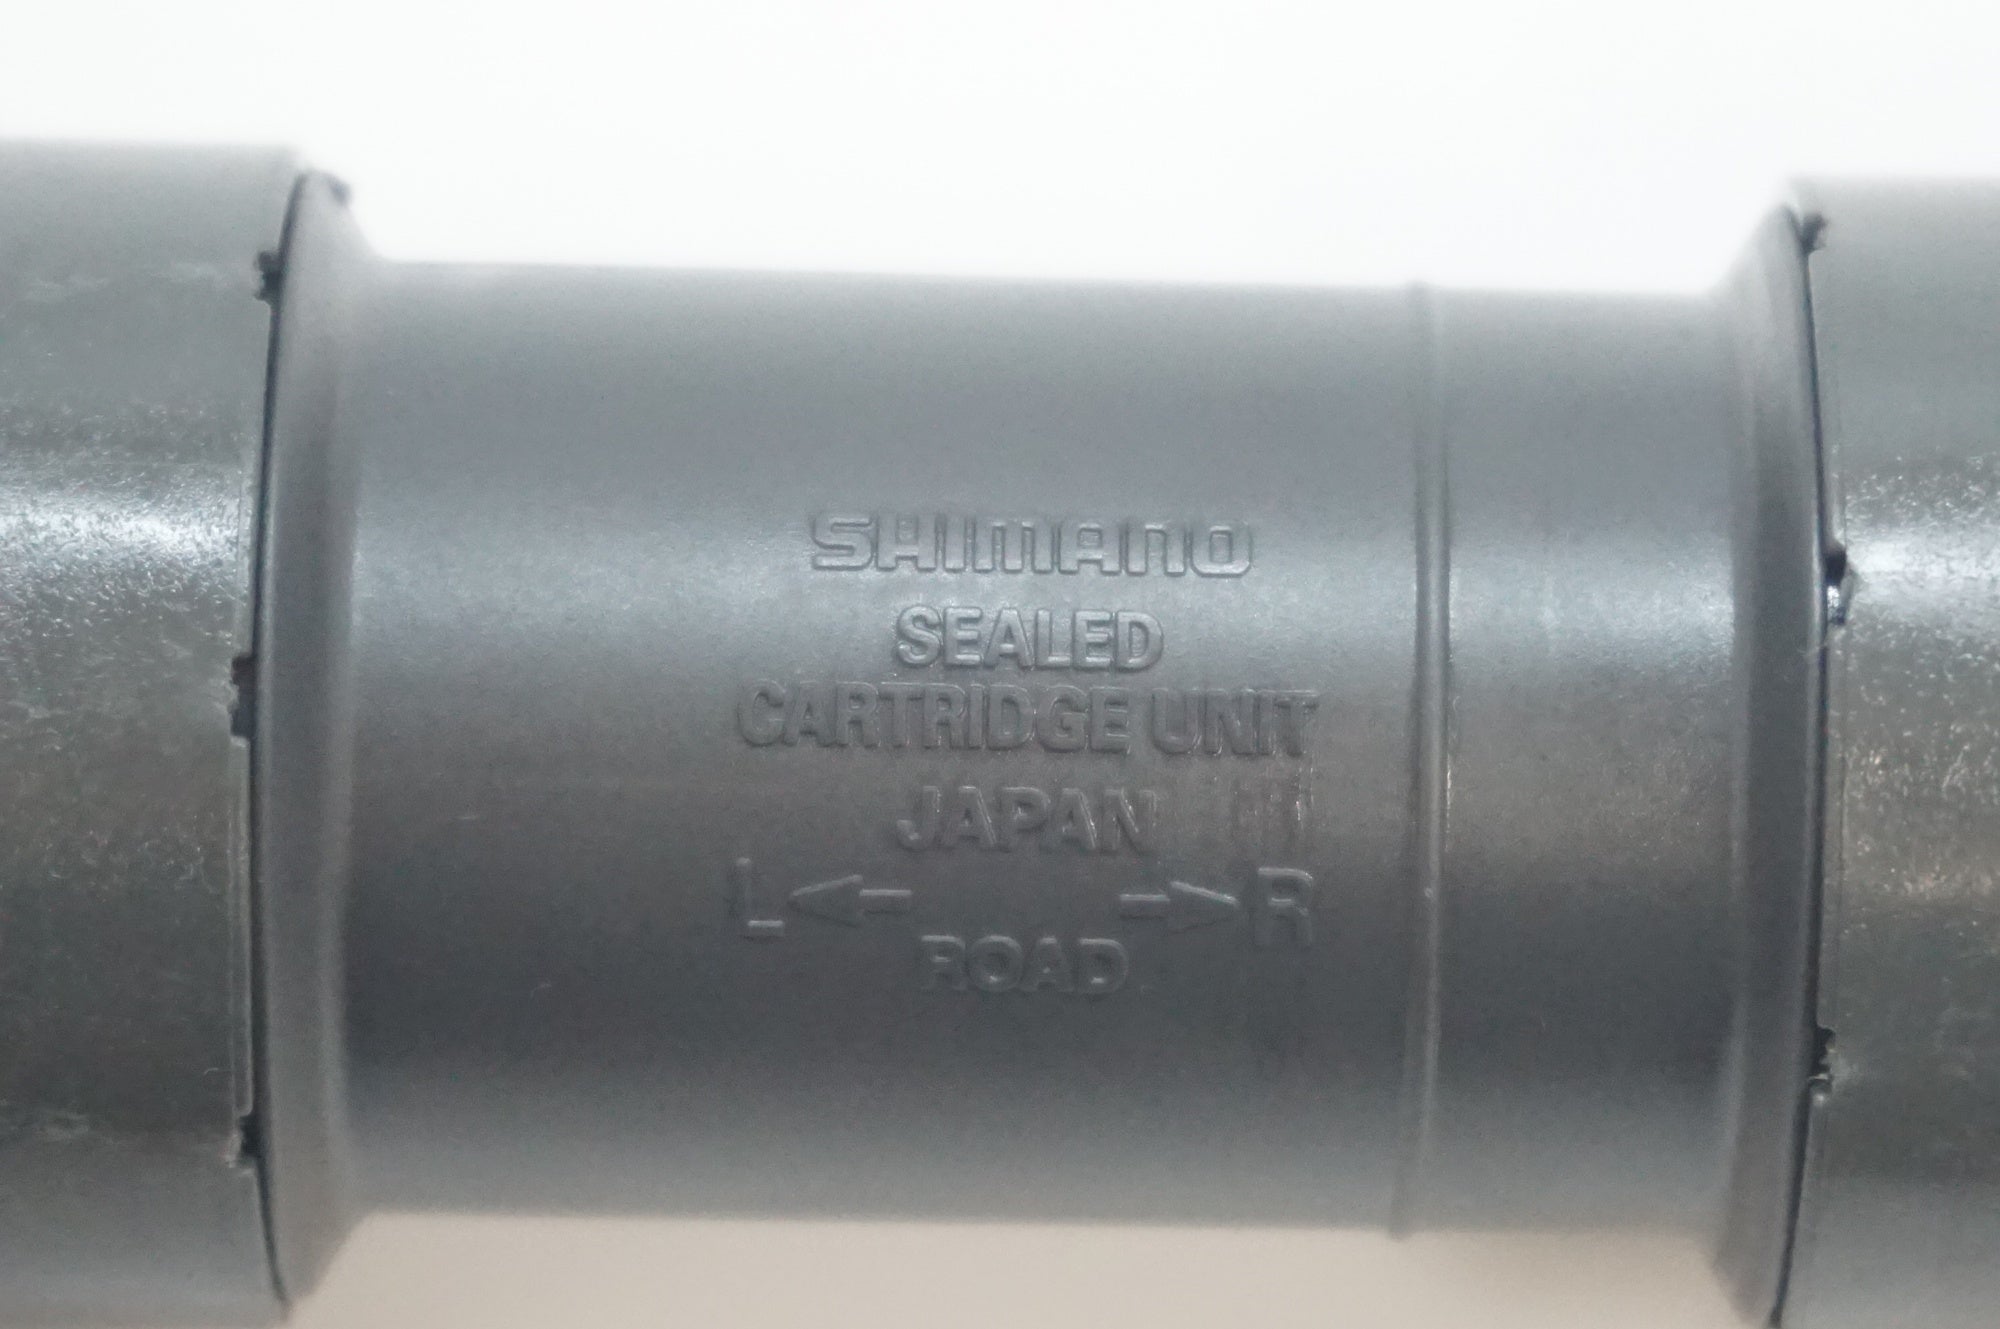 SHIMANO
SEALED
CARTRIDGE UNIT
JAPAN
L ← → R
ROAD